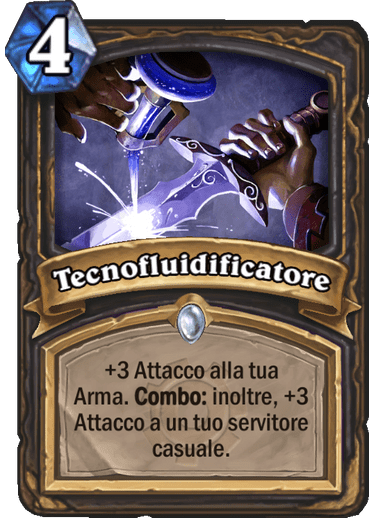 4
Tecnofluidificatore
+3 Attacco alla tua
Arma. Combo: inoltre, +3
Attacco a un tuo servitore
casuale.